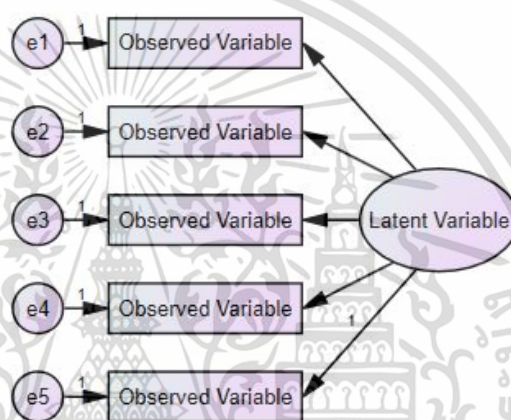 e1 1 Observed Variable
e2 1 Observed Variable
e3 1 Observed Variable Latent Variable
e4 1 Observed Variable
1
e5 1 Observed Variable